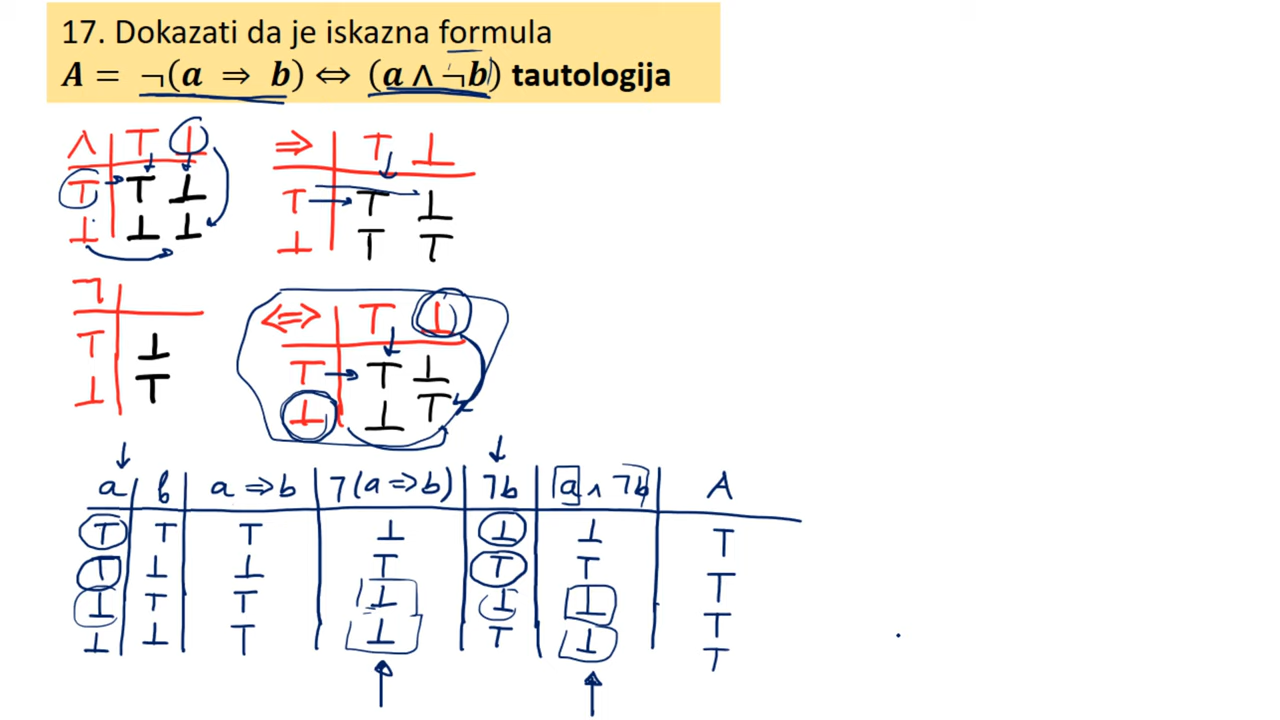 17. Dokazati da je iskazna formula
A = ¬(a ⇒ b) ⇔ (a ∧ ¬b) tautologija
∧ T ⊥
T T ⊥
⊥ ⊥ ⊥
⇒ T ⊥
T T ⊥
⊥ T T
¬
T ⊥
⊥ T
<=> T ⊥
T T ⊥
⊥ ⊥ T
a b a => b ¬(a => b) ¬b a ∧ ¬b A
T T T ⊥ ⊥ ⊥ T
T ⊥ ⊥ T T T T
⊥ T T ⊥ ⊥ ⊥ T
⊥ ⊥ T ⊥ T ⊥ T